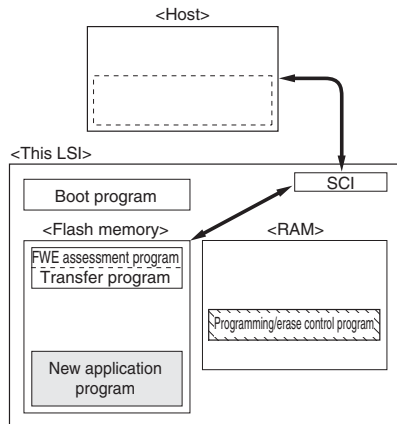 <Host>
<This LSI>
SCI
Boot program
<Flash memory>
<RAM>
FWE assessment program
Transfer program
Programming/erase control program
New application
program